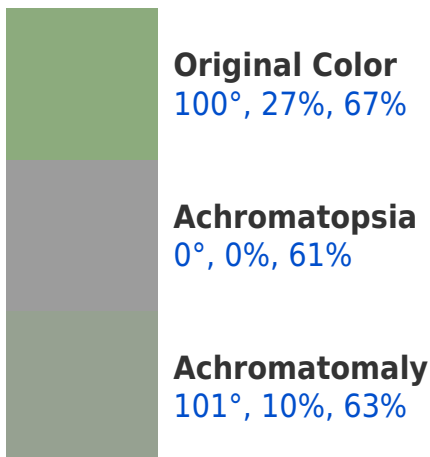 Original Color
100°, 27%, 67%
Achromatopsia
0°, 0%, 61%
Achromatomaly
101°, 10%, 63%